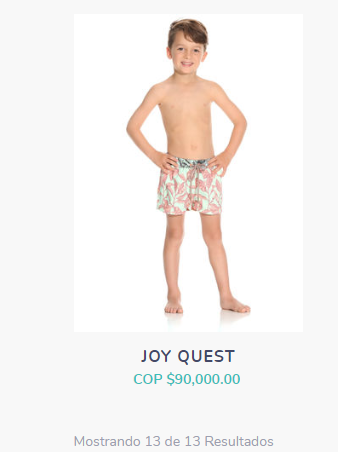 JOY QUEST
COP $90,000.00
Mostrando 13 de 13 Resultados